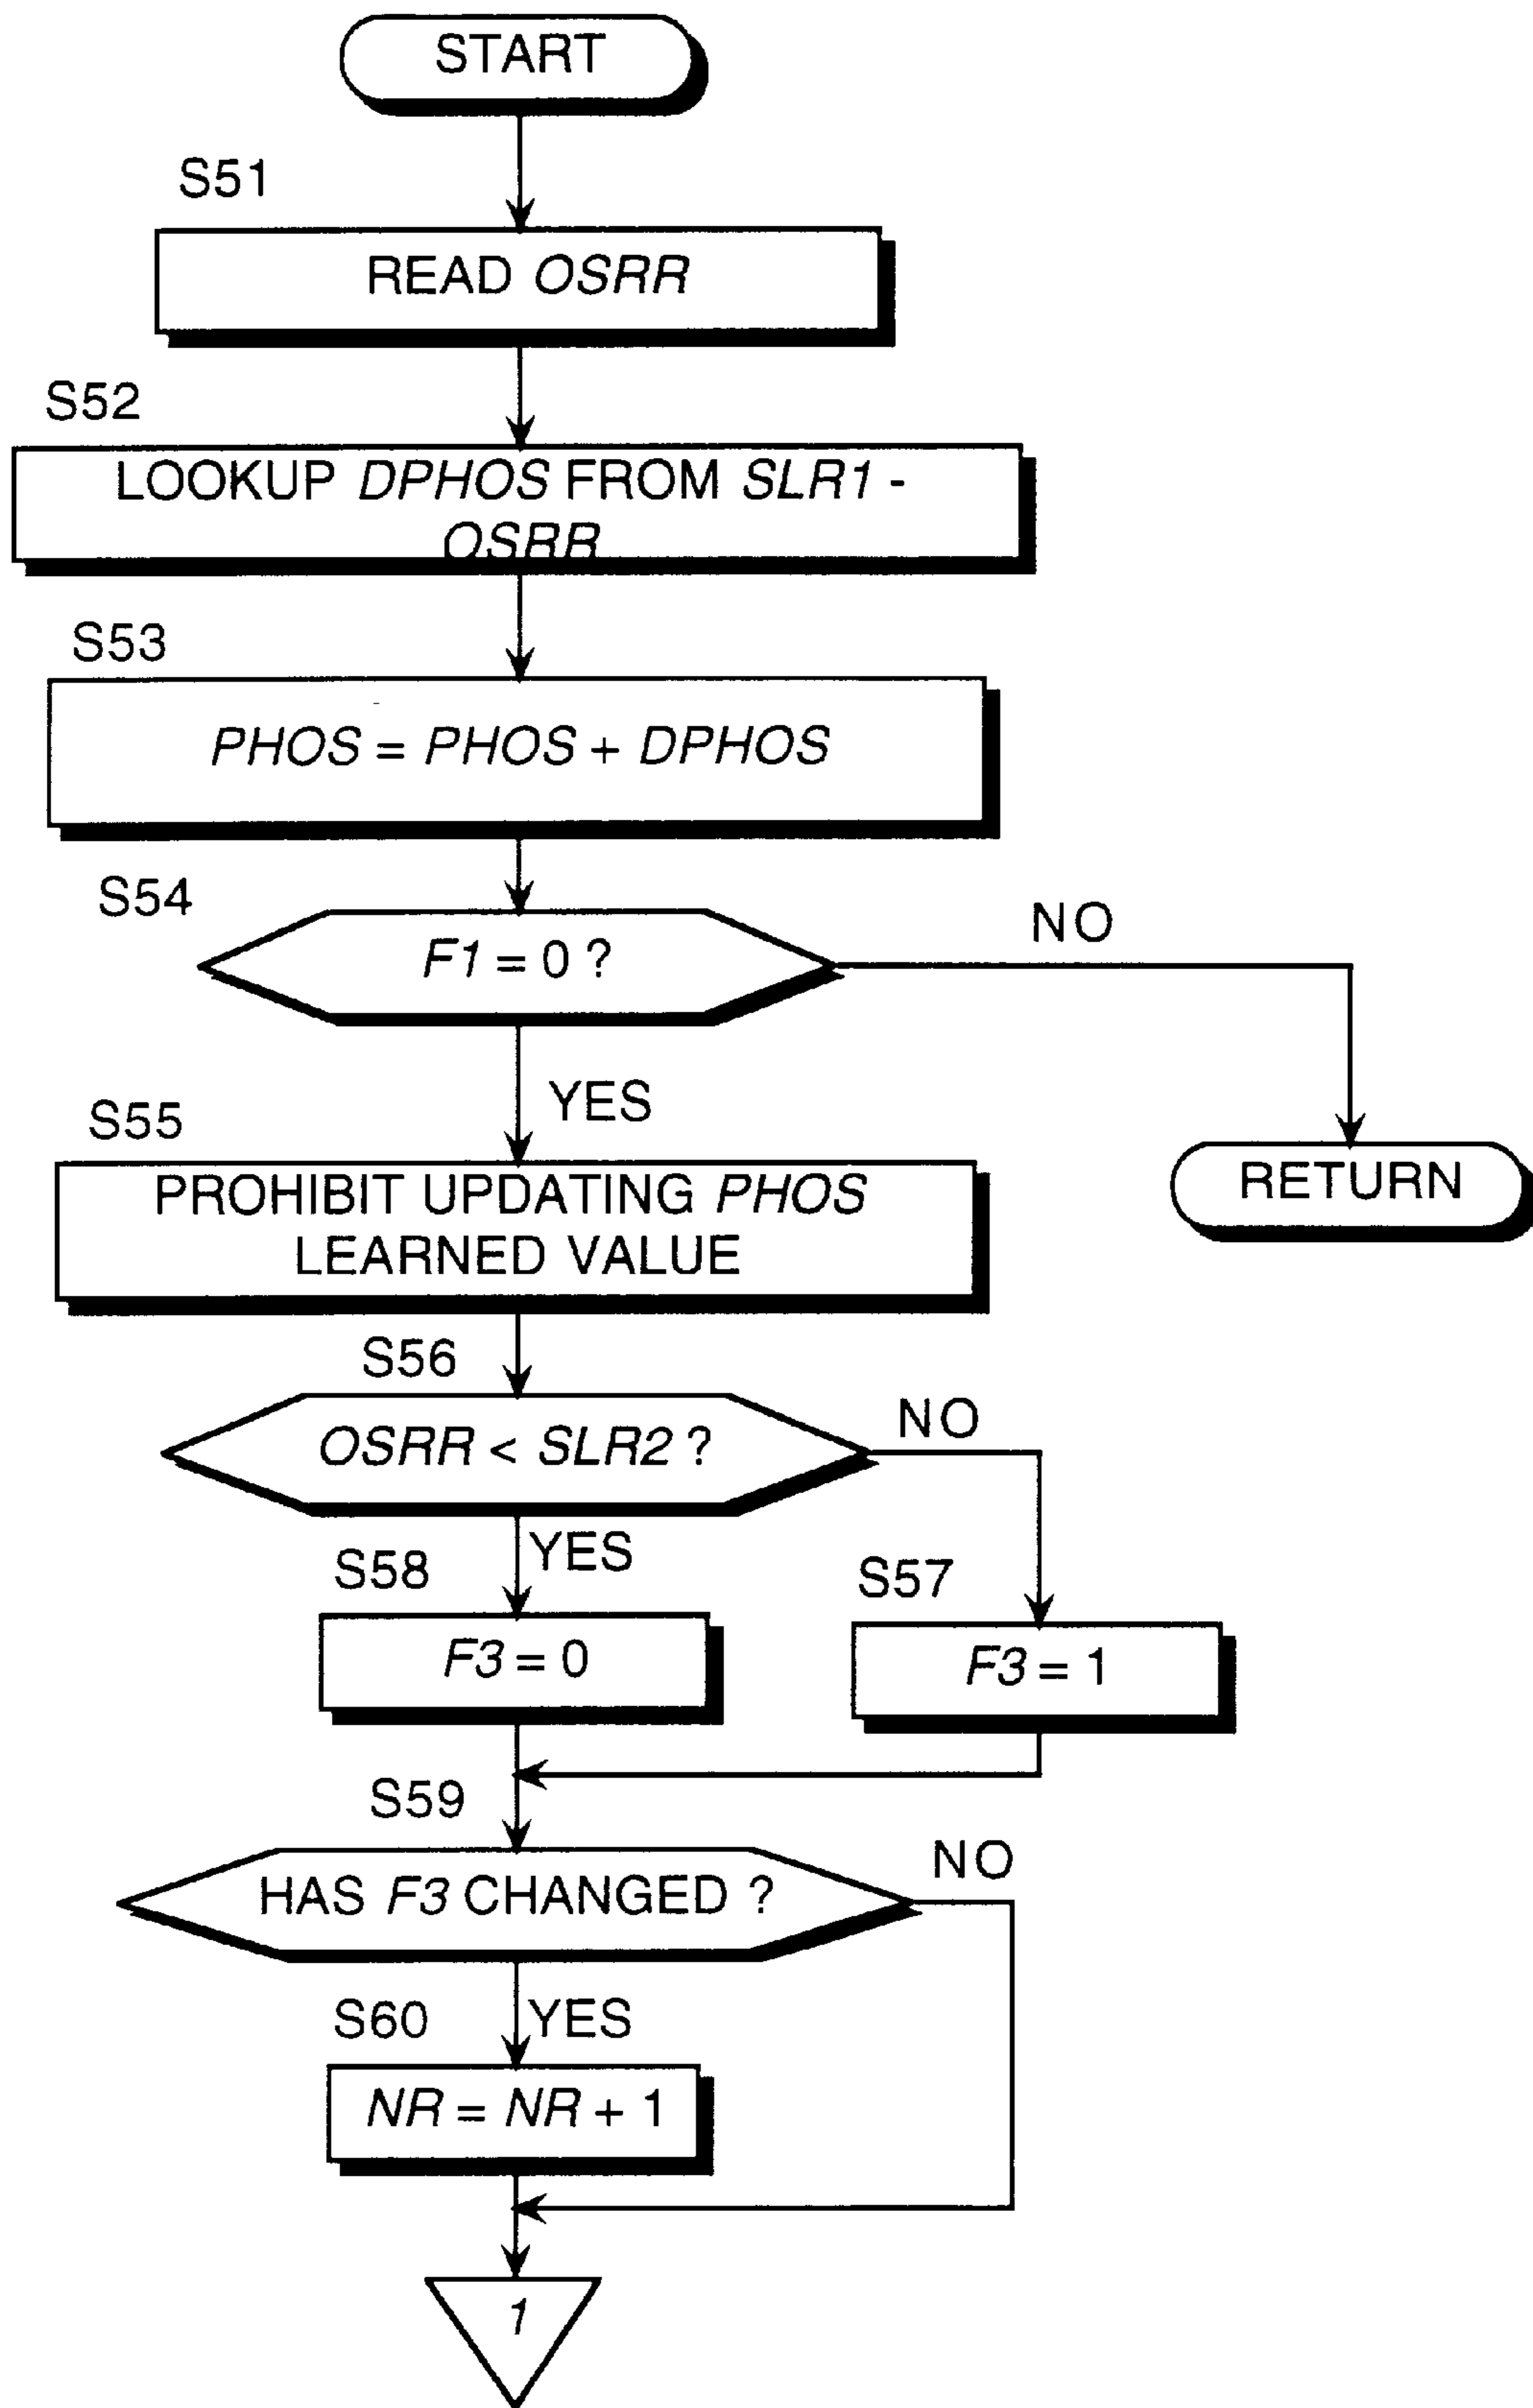 START
S51
READ OSRR
S52
LOOKUP DPHOS FROM SLR1 -
OSRR
S53
PHOS = PHOS + DPHOS
S54
F1 = 0 ?
NO
YES
RETURN
S55
PROHIBIT UPDATING PHOS
LEARNED VALUE
S56
OSRR < SLR2 ?
NO
YES
S58
F3 = 0
S57
F3 = 1
S59
HAS F3 CHANGED ?
NO
YES
S60
NR = NR + 1
1